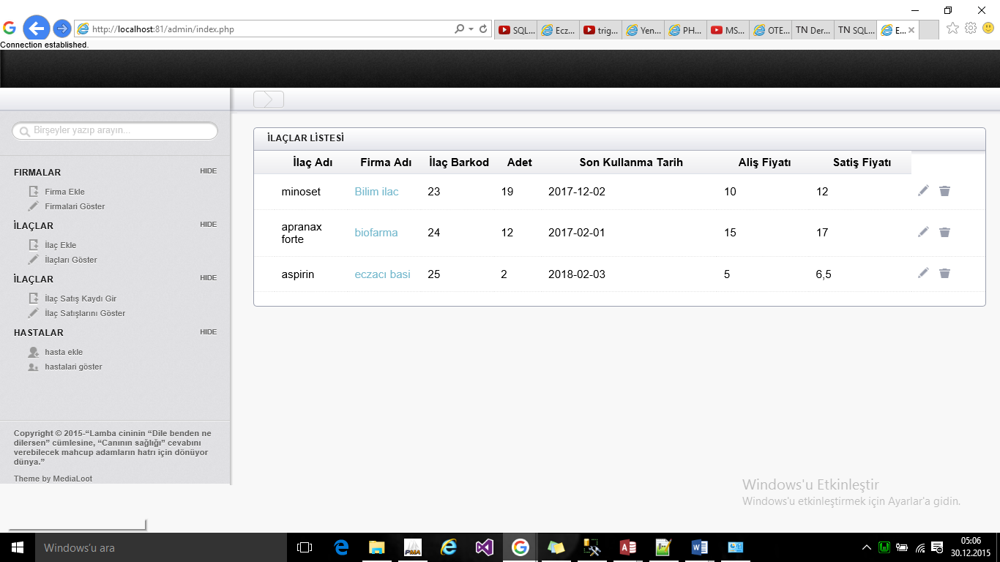 http://localhost:81/admin/index.php
SQL...
Ecz...
trig...
Yen...
PH...
MS...
OTE...
TN Der...
TN SQL...
E...
Connection established.
Birşeyler yazıp arayın...
FIRMALAR HIDE
Firma Ekle
Firmalari Göster
İLAÇLAR HIDE
İlaç Ekle
İlaçları Göster
İLAÇLAR HIDE
İlaç Satış Kaydı Gir
İlaç Satışlarını Göster
HASTALAR HIDE
hasta ekle
hastalari göster
Copyright © 2015-“Lamba cininin “Dile benden ne
dilersen” cümlesine, “Canının sağlığı” cevabını
verebilecek mahcup adamların hatrı için dönüyor
dünya.”
Theme by MediaLoot
İLAÇLAR LİSTESİ
İlaç Adı Firma Adı İlaç Barkod Adet Son Kullanma Tarih Aliş Fiyatı Satiş Fiyatı
minoset Bilim ilac 23 19 2017-12-02 10 12
apranax
forte biofarma 24 12 2017-02-01 15 17
aspirin eczacı basi 25 2 2018-02-03 5 6,5
Windows'u Etkinleştir
Windows'u etkinleştirmek için Ayarlar'a gidin.
Windows'u ara
05:06
30.12.2015